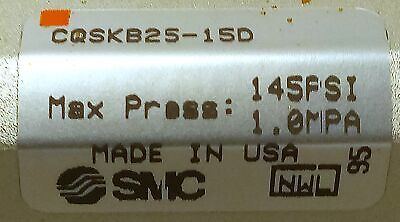 CQSKB25-15D
Max Press: 145PSI
1.0MPA
MADE IN USA
SMC NWL 95